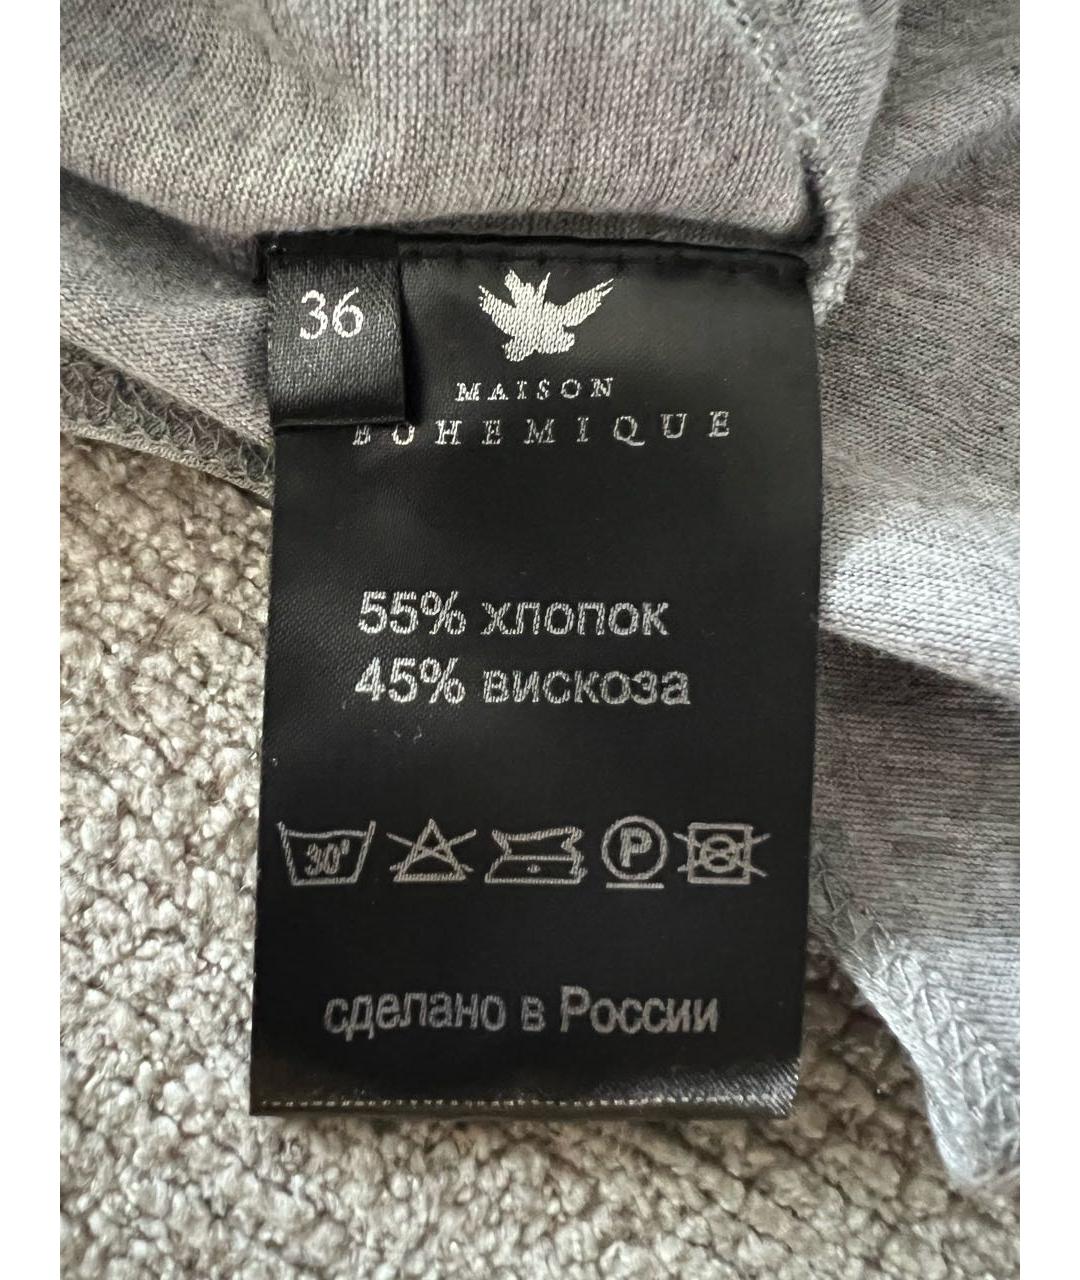 36
MAISON
BOHEMIQUE
55% хлопок
45% вискоза
30°
P
сделано в России